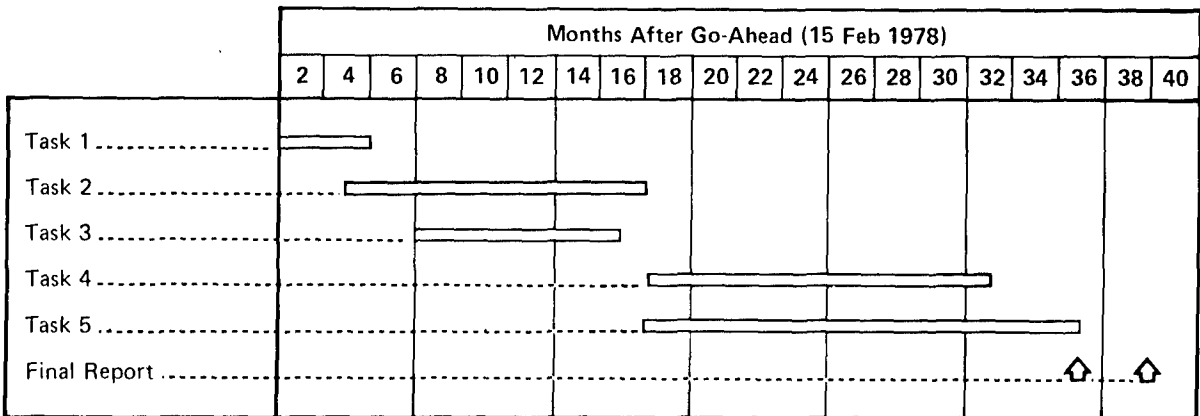 Months After Go-Ahead (15 Feb 1978)
2 4 6 8 10 12 14 16 18 20 22 24 26 28 30 32 34 36 38 40
Task 1
Task 2
Task 3
Task 4
Task 5
Final Report